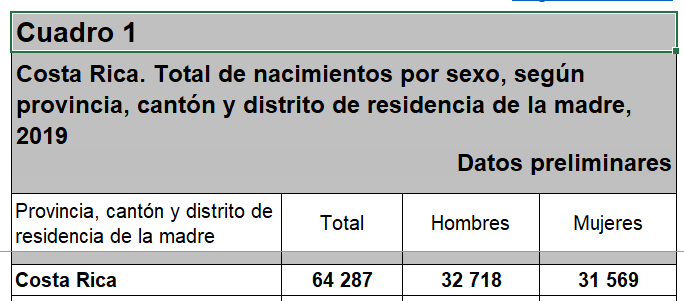 Cuadro 1
Costa Rica. Total de nacimientos por sexo, según
provincia, cantón y distrito de residencia de la madre,
2019
Datos preliminares
Provincia, cantón y distrito de
residencia de la madre
Total
Hombres
Mujeres
Costa Rica 64 287 32 718 31 569